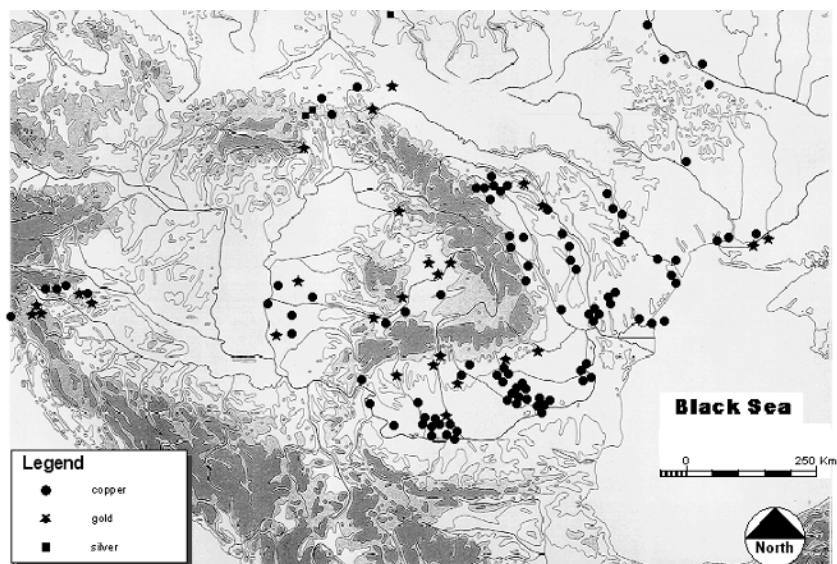 Black Sea
0 250 Km
Legend
copper
gold
silver
North